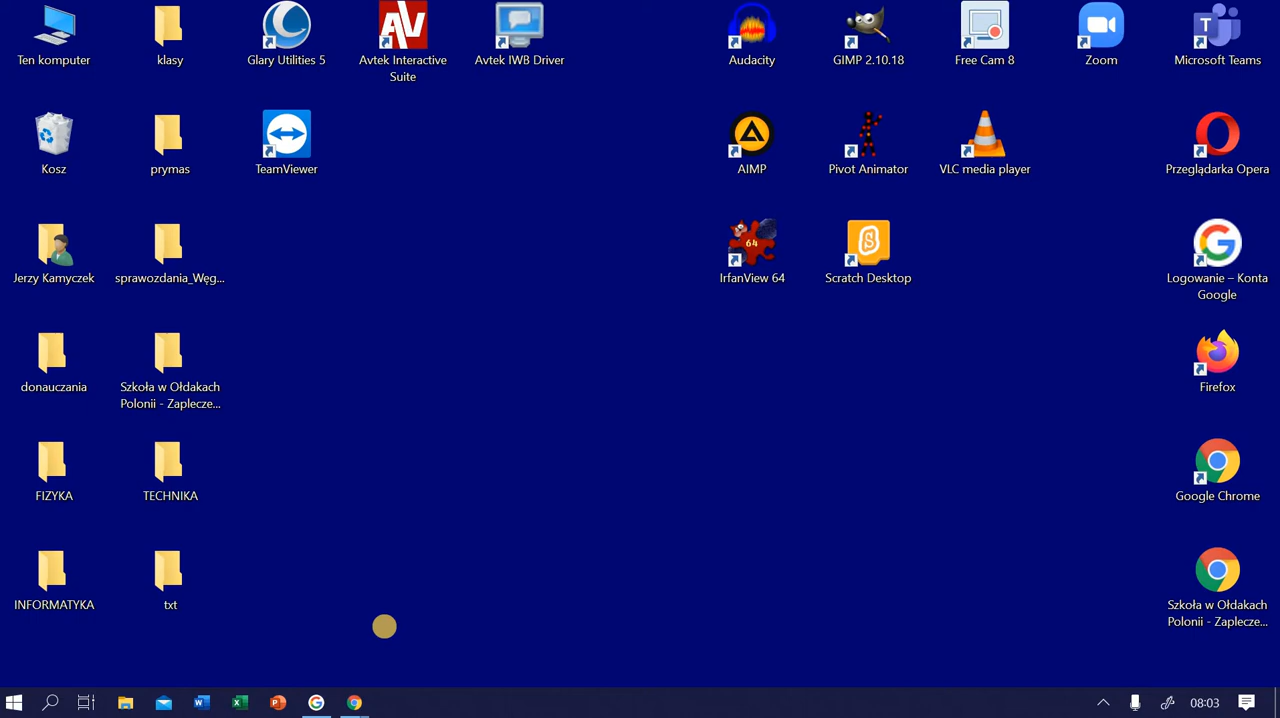 Ten komputer
klasy
Glary Utilities 5
Avtek Interactive
Suite
Avtek IWB Driver
Audacity
GIMP 2.10.18
Free Cam 8
Zoom
Microsoft Teams
Kosz
prymas
TeamViewer
AIMP
Pivot Animator
VLC media player
Przeglądarka Opera
Jerzy Kamyczek
sprawozdania_Węg...
64
IrfanView 64
Scratch Desktop
Logowanie – Konta
Google
donauczania
Szkoła w Ołdakach
Polonii - Zaplecze...
Firefox
FIZYKA
TECHNIKA
Google Chrome
INFORMATYKA
txt
Szkoła w Ołdakach
Polonii - Zaplecze...
08:03